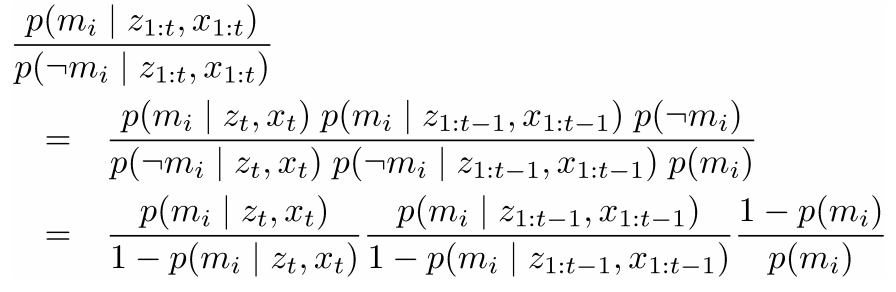 p(m_i | z_{1:t}, x_{1:t})
p(¬m_i | z_{1:t}, x_{1:t})
= p(m_i | z_t, x_t) p(m_i | z_{1:t−1}, x_{1:t−1}) p(¬m_i)
p(¬m_i | z_t, x_t) p(¬m_i | z_{1:t−1}, x_{1:t−1}) p(m_i)
= p(m_i | z_t, x_t) p(m_i | z_{1:t−1}, x_{1:t−1}) 1 − p(m_i)
1 − p(m_i | z_t, x_t) 1 − p(m_i | z_{1:t−1}, x_{1:t−1}) p(m_i)